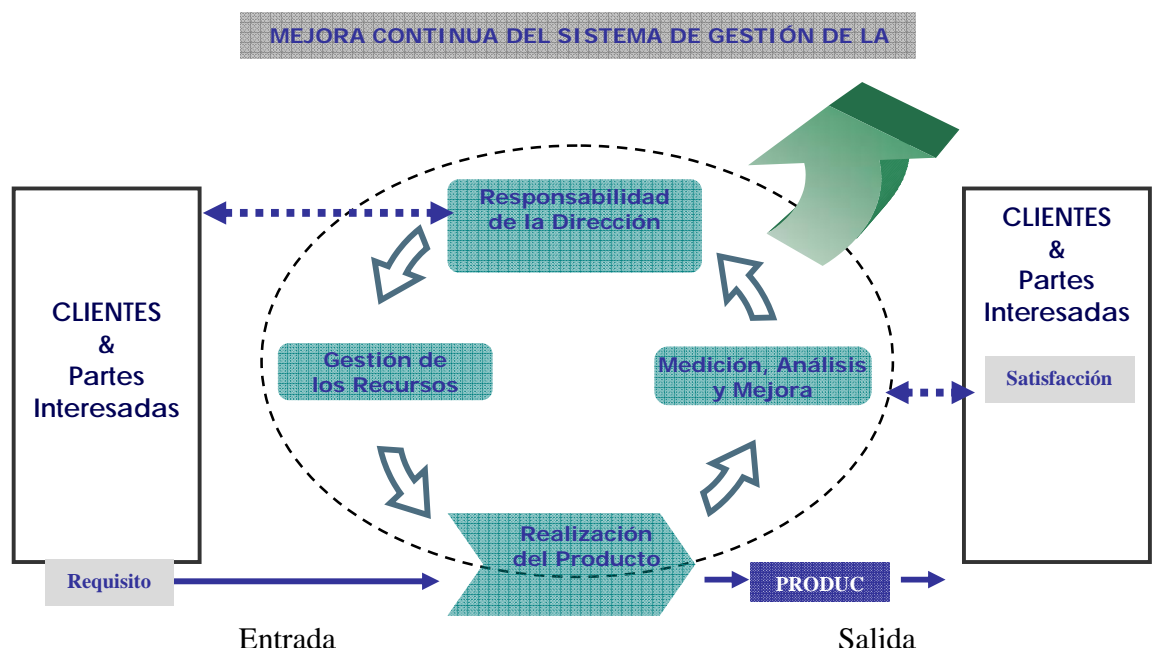 MEJORA CONTINUA DEL SISTEMA DE GESTIÓN DE LA
Responsabilidad
de la Dirección
CLIENTES
&
Partes
Interesadas
CLIENTES
&
Partes
Interesadas
Gestión de
los Recursos
Medición, Análisis
y Mejora
Satisfacción
Realización
del Producto
Requisito
PRODUC
Entrada
Salida